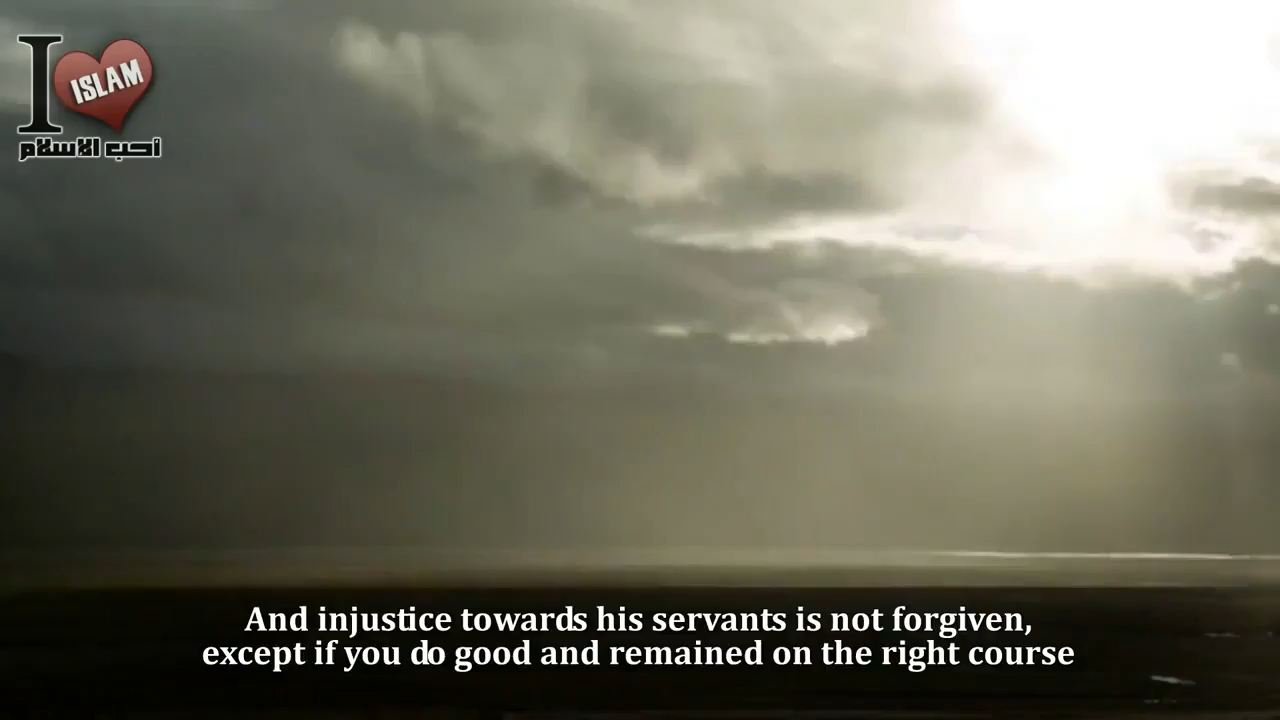 I ISLAM
أحب الاسلام
And injustice towards his servants is not forgiven,
except if you do good and remained on the right course